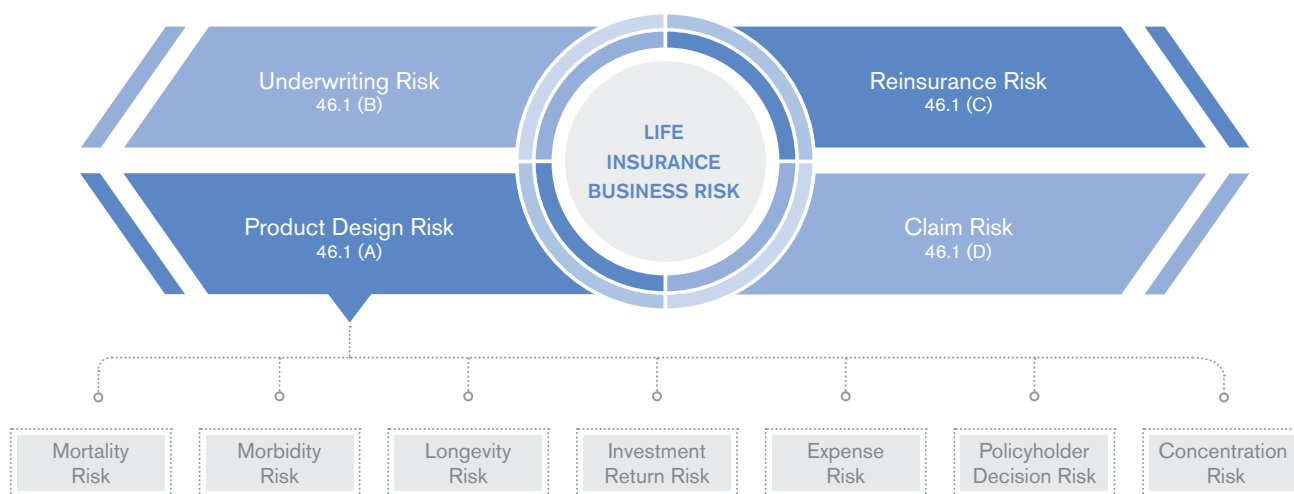 Underwriting Risk
46.1 (B)
Reinsurance Risk
46.1 (C)
LIFE
INSURANCE
BUSINESS RISK
Product Design Risk
46.1 (A)
Claim Risk
46.1 (D)
Mortality
Risk
Morbidity
Risk
Longevity
Risk
Investment
Return Risk
Expense
Risk
Policyholder
Decision Risk
Concentration
Risk